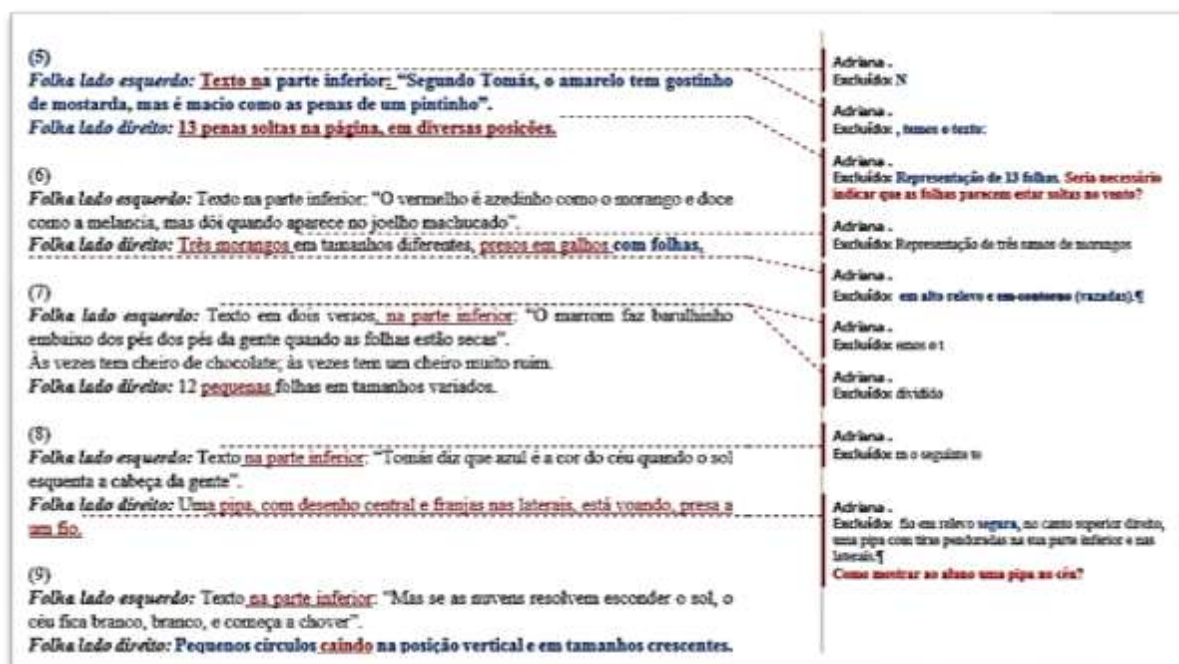 (5)
Folha lado esquerdo: Texto na parte inferior: “Segundo Tomás, o amarelo tem gostinho
de mostarda, mas é macio como as penas de um pintinho”.
Folha lado direito: 13 penas soltas na página, em diversas posições.
(6)
Folha lado esquerdo: Texto na parte inferior: “O vermelho é azedinho como o morango e doce
como a melancia, mas dói quando aparece no joelho machucado”.
Folha lado direito: Três morangos em tamanhos diferentes, presos em galhos com folhas.
(7)
Folha lado esquerdo: Texto em dois versos, na parte inferior: “O marrom faz barulhinho
embaixo dos pés dos pés da gente quando as folhas estão secas”.
Às vezes tem cheiro de chocolate; às vezes tem um cheiro muito ruim.
Folha lado direito: 12 pequenas folhas em tamanhos variados.
(8)
Folha lado esquerdo: Texto na parte inferior: “Tomás diz que azul é a cor do céu quando o sol
esquenta a cabeça da gente”.
Folha lado direito: Uma pipa, com desenho central e franjas nas laterais, está voando, presa a
um fio.
(9)
Folha lado esquerdo: Texto na parte inferior: “Mas se as nuvens resolvem esconder o sol, o
céu fica branco, branco, e começa a chover”.
Folha lado direito: Pequenos círculos caindo na posição vertical e em tamanhos crescentes.
Adriana .
Excluído: N
Adriana .
Excluído: , temos o texto:
Adriana .
Excluído: Representação de 13 folhas. Seria necessário
indicar que as folhas parecem estar soltas no vento?
Adriana .
Excluído: Representação de três ramos de morangos
Adriana .
Excluído: em alto relevo e em contorno (vazadas).¶
Adriana .
Excluído: emos o t
Adriana .
Excluído: dividido
Adriana .
Excluído: m o seguinte te
Adriana .
Excluído: fio em relevo segura, no canto superior direito,
uma pipa com tiras penduradas na sua parte inferior e nas
laterais.¶
Como mostrar ao aluno uma pipa no céu?